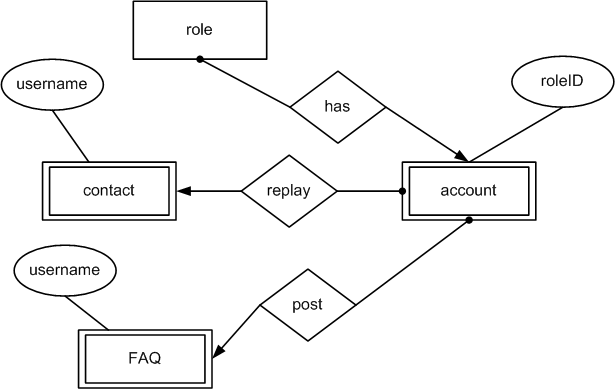 role
username
roleID
has
contact
replay
account
username
post
FAQ